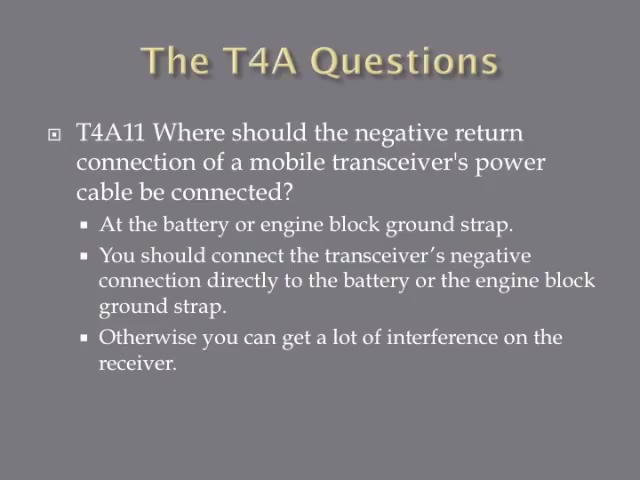 The T4A Questions
T4A11 Where should the negative return
connection of a mobile transceiver's power
cable be connected?
At the battery or engine block ground strap.
You should connect the transceiver’s negative
connection directly to the battery or the engine block
ground strap.
Otherwise you can get a lot of interference on the
receiver.